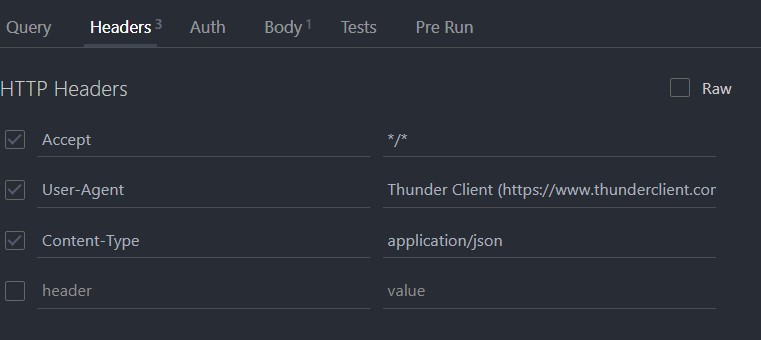 Query Headers 3 Auth Body 1 Tests Pre Run
HTTP Headers Raw
Accept */*
User-Agent Thunder Client (https://www.thunderclient.com
Content-Type application/json
header value